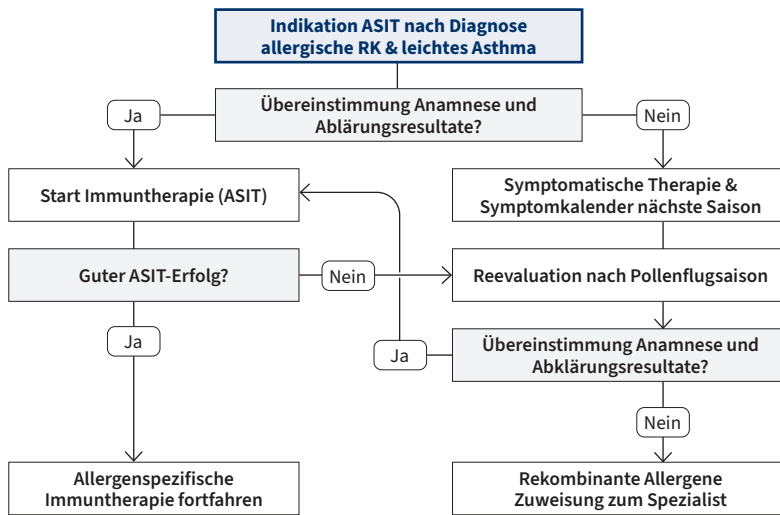 Indikation ASIT nach Diagnose
allergische RK & leichtes Asthma
Übereinstimmung Anamnese und
Ablärungsresultate?
Ja
Nein
Start Immuntherapie (ASIT)
Symptomatische Therapie &
Symptomkalender nächste Saison
Guter ASIT-Erfolg?
Nein
Reevaluation nach Pollenflugsaison
Ja
Ja
Übereinstimmung Anamnese und
Abklärungsresultate?
Nein
Allergenspezifische
Immuntherapie fortfahren
Rekombinante Allergene
Zuweisung zum Spezialist